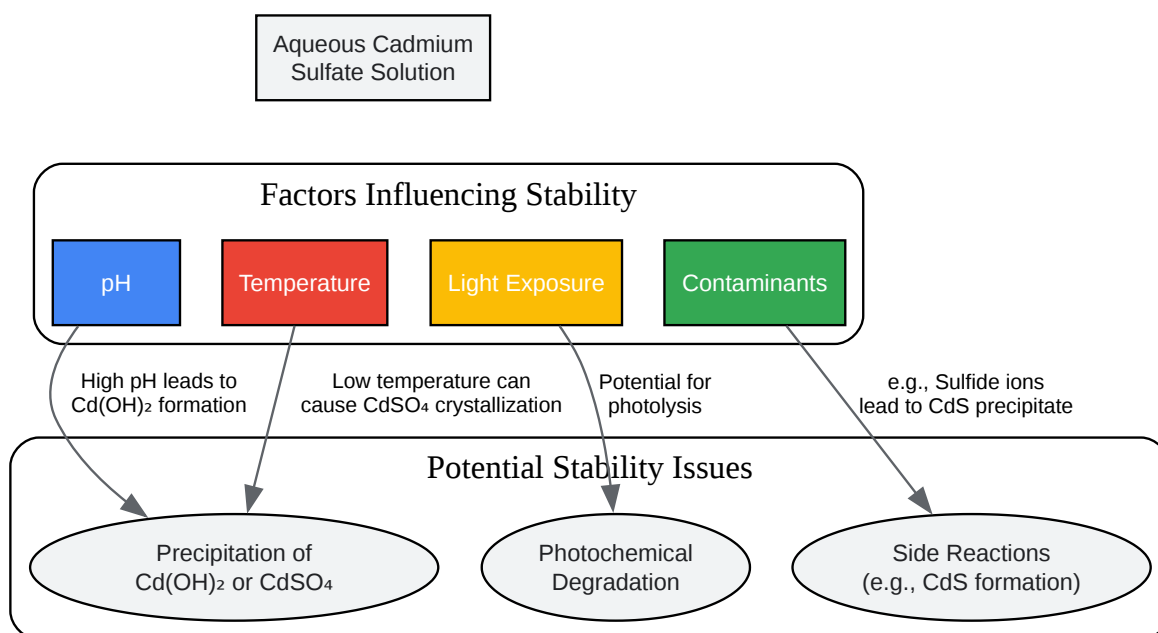 Aqueous Cadmium
Sulfate Solution
Factors Influencing Stability
pH
Temperature
Light Exposure
Contaminants
High pH leads to
Cd(OH)₂ formation
Low temperature can
cause CdSO₄ crystallization
Potential for
photolysis
e.g., Sulfide ions
lead to CdS precipitate
Potential Stability Issues
Precipitation of
Cd(OH)₂ or CdSO₄
Photochemical
Degradation
Side Reactions
(e.g., CdS formation)